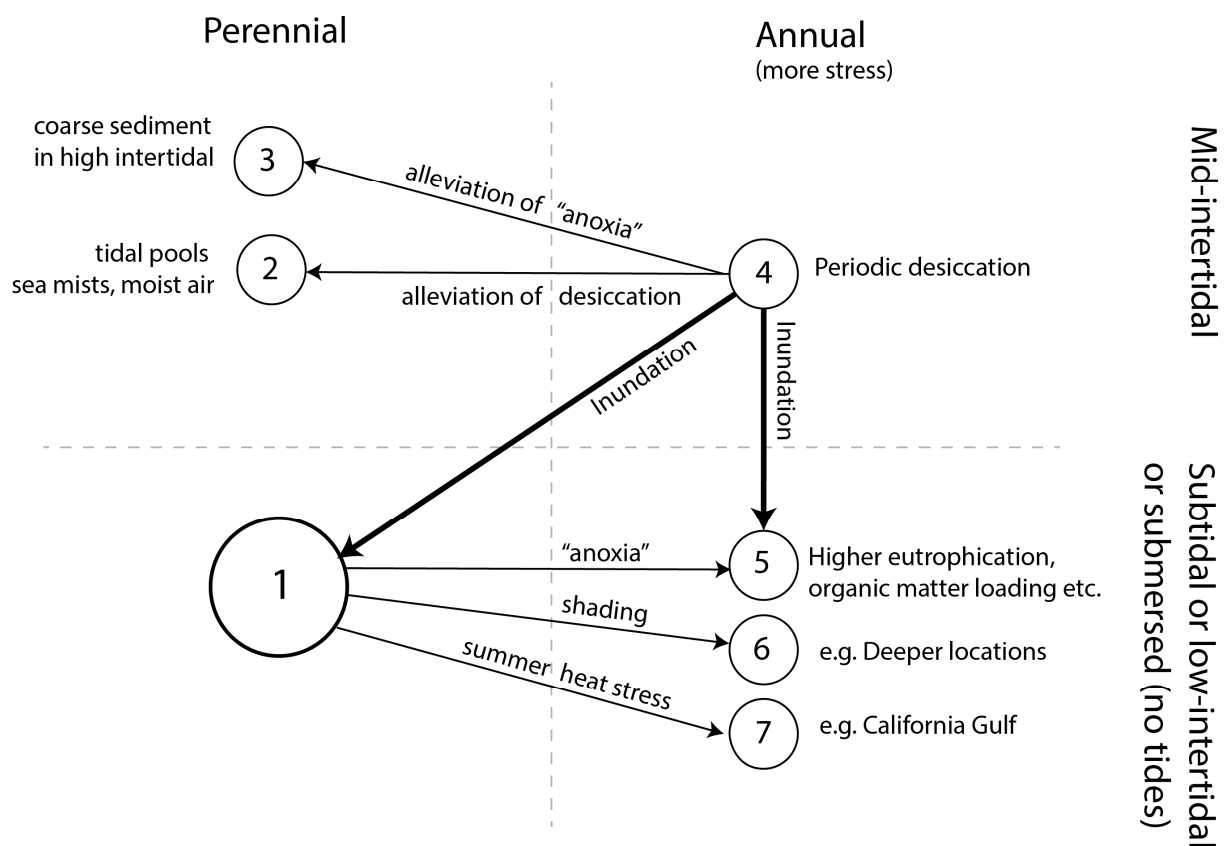 Perennial
Annual
(more stress)
coarse sediment
in high intertidal
3
alleviation of "anoxia"
tidal pools
sea mists, moist air
2
alleviation of desiccation
4
Periodic desiccation
Mid-intertidal
Inundation
Inundation
1
"anoxia"
5
Higher eutrophication,
organic matter loading etc.
shading
6
e.g. Deeper locations
summer heat stress
7
e.g. California Gulf
Subtidal or low-intertidal
or submersed (no tides)